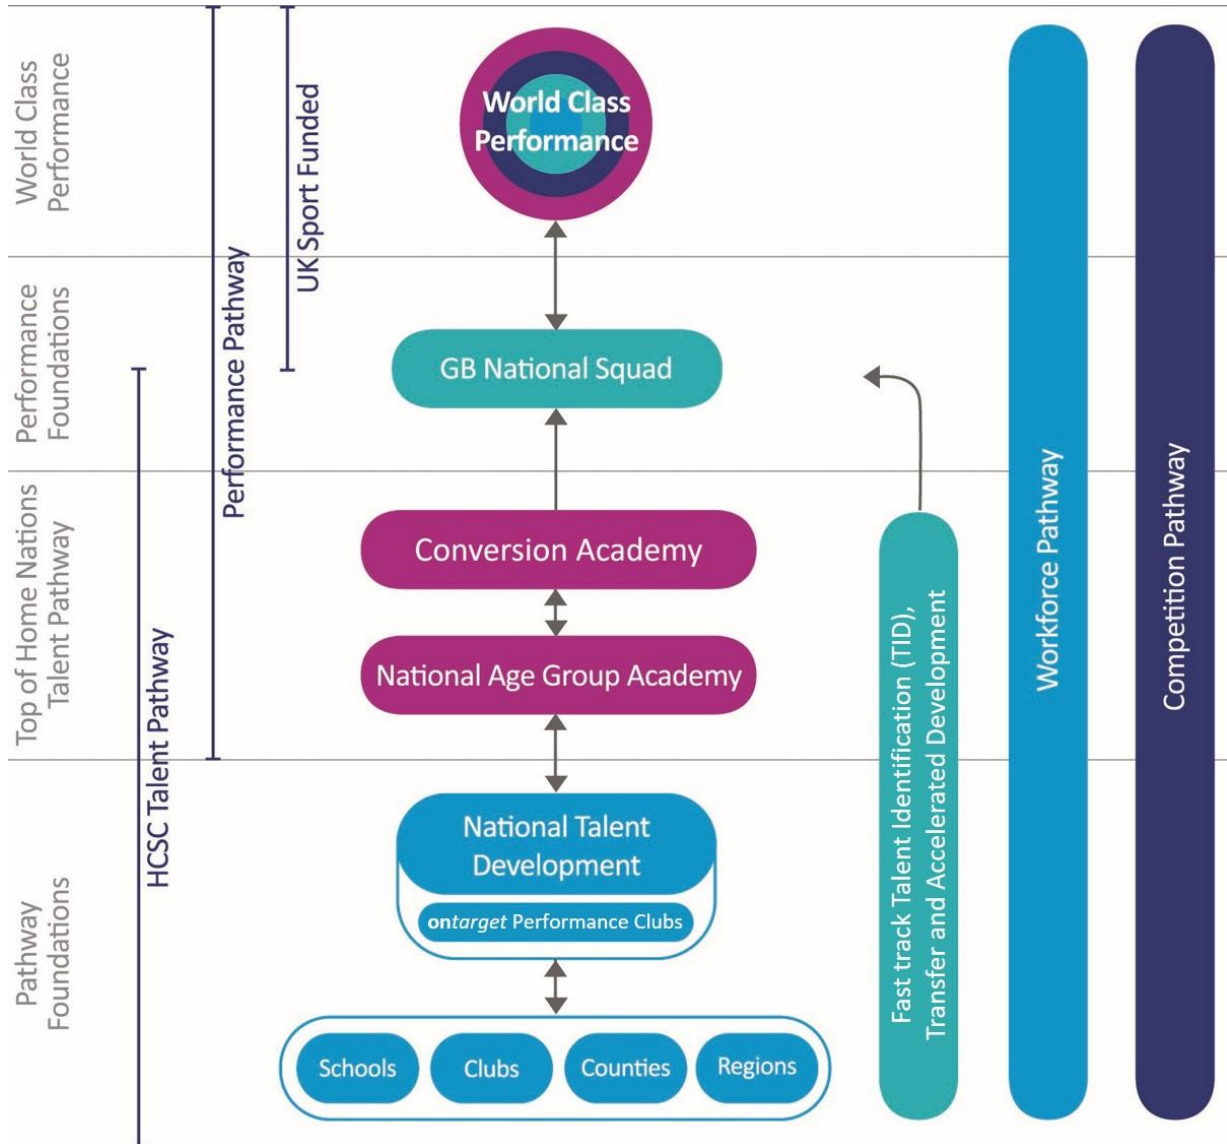 World Class
Performance
Performance
Foundations
Top of Home Nations
Talent Pathway
Pathway
Foundations
HCSC Talent Pathway
Performance Pathway
UK Sport Funded
World Class
Performance
GB National Squad
Conversion Academy
National Age Group Academy
National Talent
Development
ontarget Performance Clubs
Schools
Clubs
Counties
Regions
Fast track Talent Identification (TID),
Transfer and Accelerated Development
Workforce Pathway
Competition Pathway